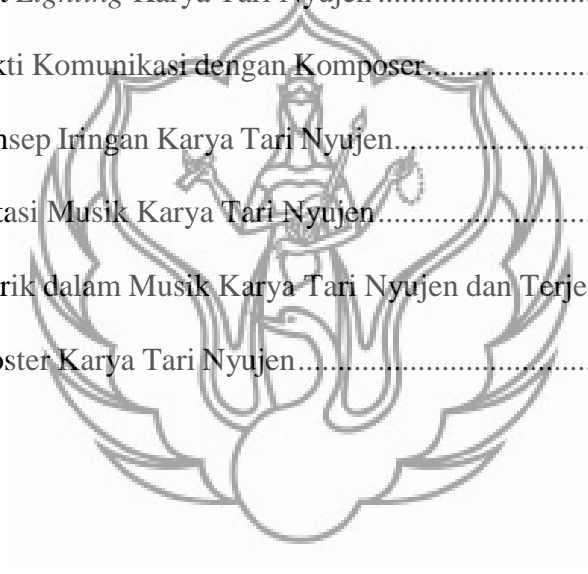 Lighting Karya Tari Nyujen..............................
kti Komunikasi dengan Komposer......................
nsep Iringan Karya Tari Nyujen..........................
tasi Musik Karya Tari Nyujen............................
rik dalam Musik Karya Tari Nyujen dan Terje
oster Karya Tari Nyujen.....................................